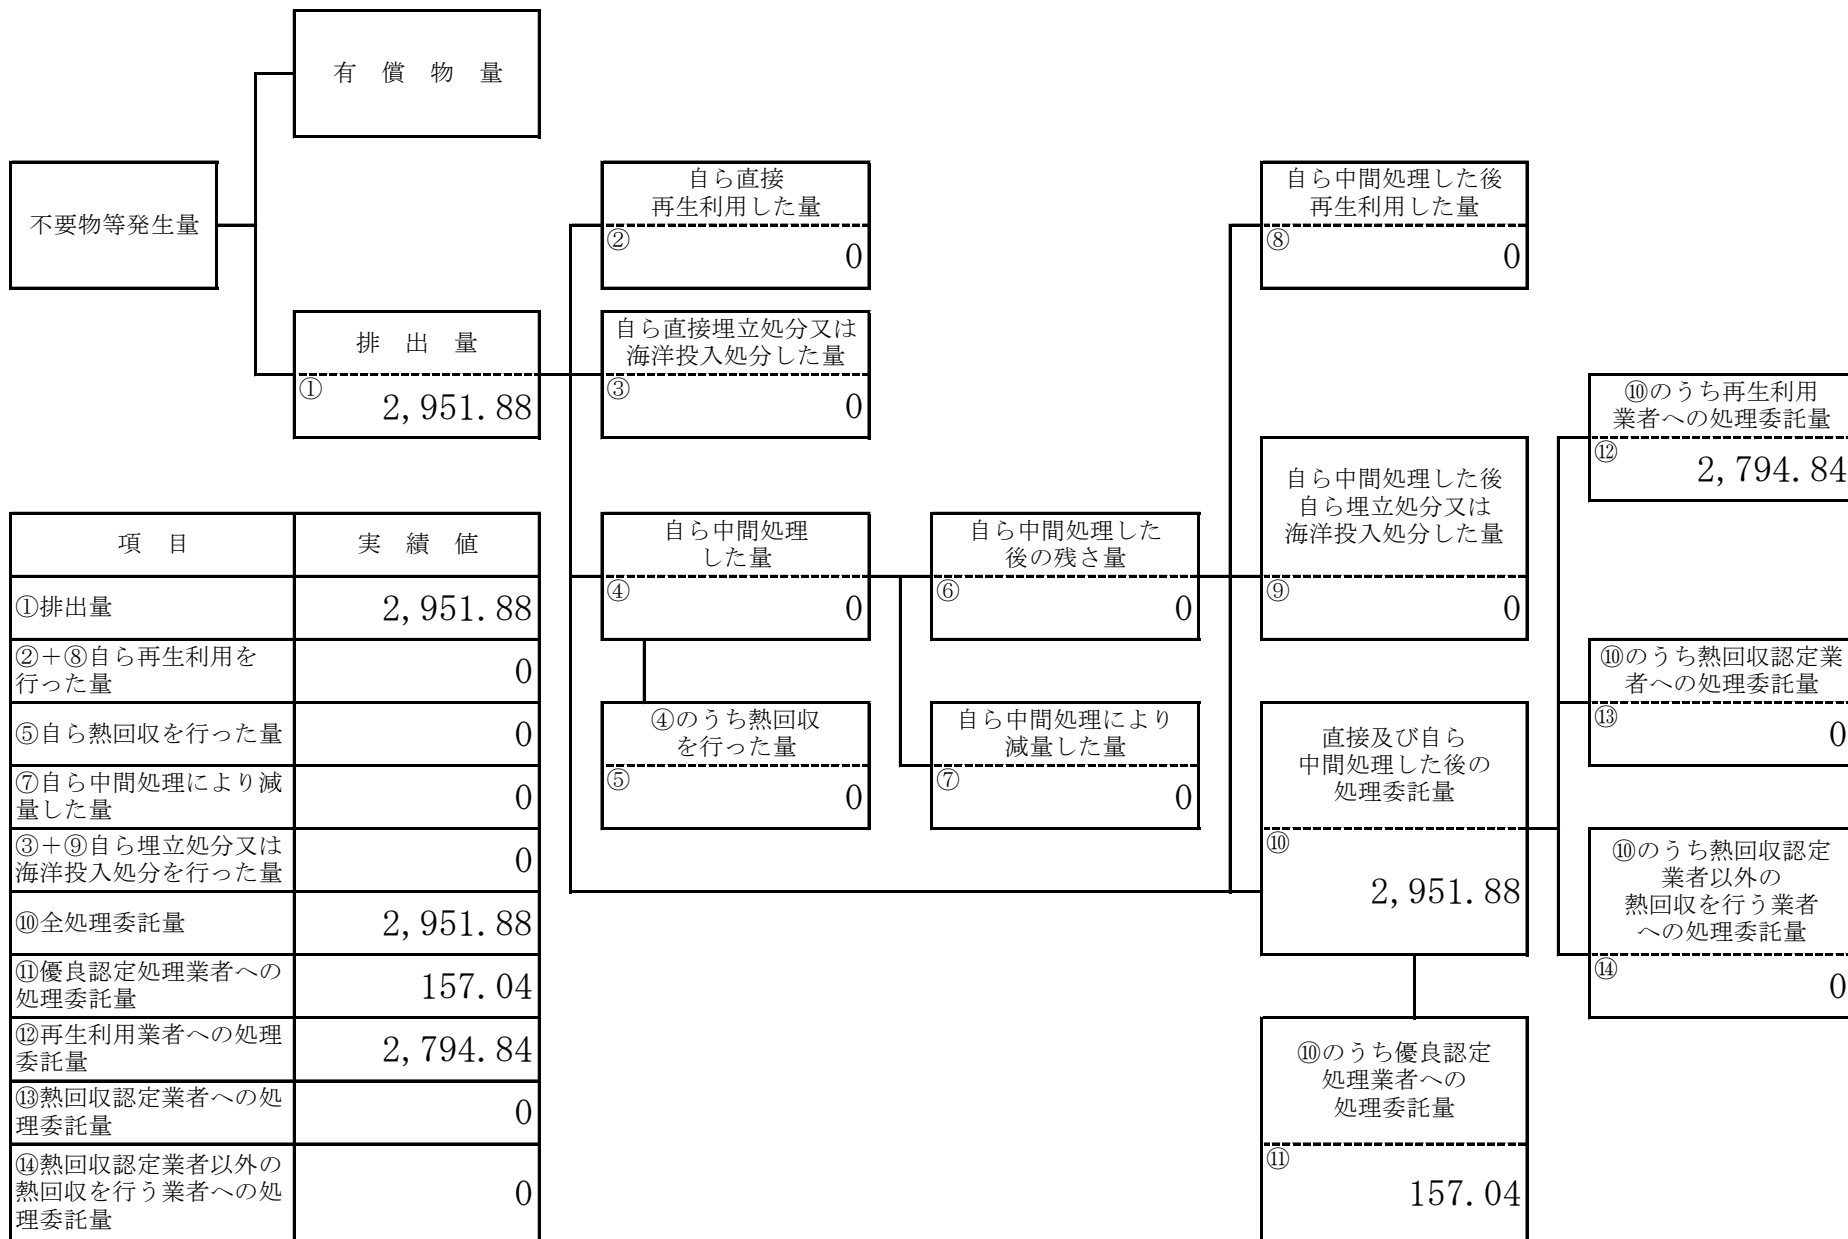 有　償　物　量
不要物等発生量
自ら直接
再生利用した量
②
0
自ら中間処理した後
再生利用した量
⑧
0
排　出　量
①
2,951.88
自ら直接埋立処分又は
海洋投入処分した量
③
0
⑩のうち再生利用
業者への処理委託量
⑫
2,794.84
自ら中間処理した後
自ら埋立処分又は
海洋投入処分した量
⑨
0
自ら中間処理
した量
④
0
自ら中間処理した
後の残さ量
⑥
0
⑩のうち熱回収認定業
者への処理委託量
⑬
0
④のうち熱回収
を行った量
⑤
0
自ら中間処理により
減量した量
⑦
0
直接及び自ら
中間処理した後の
処理委託量
⑩
2,951.88
⑩のうち熱回収認定
業者以外の
熱回収を行う業者
への処理委託量
⑭
0
⑩のうち優良認定
処理業者への
処理委託量
⑪
157.04
項　目
実　績　値
①排出量
2,951.88
②＋⑧自ら再生利用を
行った量
0
⑤自ら熱回収を行った量
0
⑦自ら中間処理により減
量した量
0
③＋⑨自ら埋立処分又は
海洋投入処分を行った量
0
⑩全処理委託量
2,951.88
⑪優良認定処理業者への
処理委託量
157.04
⑫再生利用業者への処理
委託量
2,794.84
⑬熱回収認定業者への処
理委託量
0
⑭熱回収認定業者以外の
熱回収を行う業者への処
理委託量
0